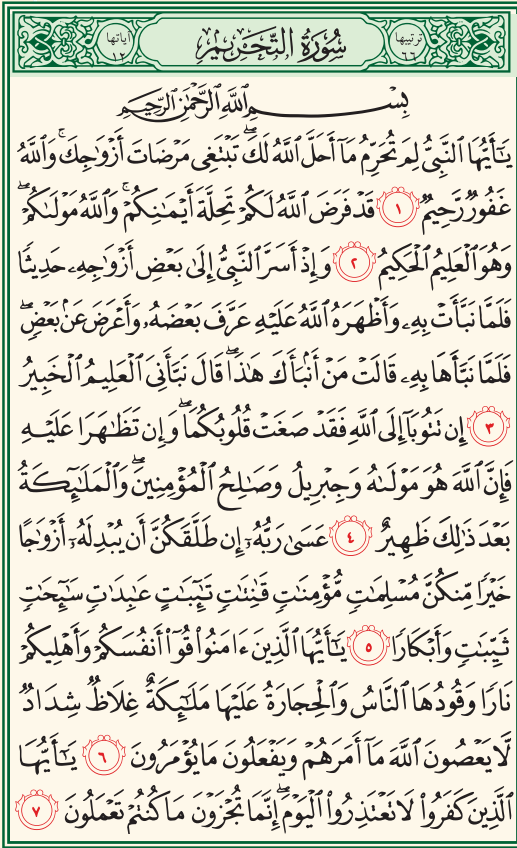 ترتيبها ٦٦ سُورَةُ التَّحْرِيمِ آياتها ١٢
بِسْمِ اللَّهِ الرَّحْمَٰنِ الرَّحِيمِ
يَٰٓأَيُّهَا ٱلنَّبِيُّ لِمَ تُحَرِّمُ مَآ أَحَلَّ ٱللَّهُ لَكَۖ تَبْتَغِى مَرْضَاتَ أَزْوَٰجِكَۚ وَٱللَّهُ
غَفُورٌ رَّحِيمٌ ١ قَدْ فَرَضَ ٱللَّهُ لَكُمْ تَحِلَّةَ أَيْمَٰنِكُمْۚ وَٱللَّهُ مَوْلَىٰكُمْۖ
وَهُوَ ٱلْعَلِيمُ ٱلْحَكِيمُ ٢ وَإِذْ أَسَرَّ ٱلنَّبِيُّ إِلَىٰ بَعْضِ أَزْوَٰجِهِۦ حَدِيثًا
فَلَمَّا نَبَّأَتْ بِهِۦ وَأَظْهَرَهُ ٱللَّهُ عَلَيْهِ عَرَّفَ بَعْضَهُۥ وَأَعْرَضَ عَنۢ بَعْضٍۖ
فَلَمَّا نَبَّأَهَا بِهِۦ قَالَتْ مَنْ أَنۢبَأَكَ هَٰذَاۖ قَالَ نَبَّأَنِىَ ٱلْعَلِيمُ ٱلْخَبِيرُ
٣ إِن تَتُوبَآ إِلَى ٱللَّهِ فَقَدْ صَغَتْ قُلُوبُكُمَاۖ وَإِن تَظَٰهَرَا عَلَيْهِ
فَإِنَّ ٱللَّهَ هُوَ مَوْلَىٰهُ وَجِبْرِيلُ وَصَٰلِحُ ٱلْمُؤْمِنِينَۖ وَٱلْمَلَٰٓئِكَةُ
بَعْدَ ذَٰلِكَ ظَهِيرٌ ٤ عَسَىٰ رَبُّهُۥٓ إِن طَلَّقَكُنَّ أَن يُبْدِلَهُۥٓ أَزْوَٰجًا
خَيْرًا مِّنكُنَّ مُسْلِمَٰتٍ مُّؤْمِنَٰتٍ قَٰنِتَٰتٍ تَٰٓئِبَٰتٍ عَٰبِدَٰتٍ سَٰٓئِحَٰتٍ
ثَيِّبَٰتٍ وَأَبْكَارًا ٥ يَٰٓأَيُّهَا ٱلَّذِينَ ءَامَنُوا۟ قُوٓا۟ أَنفُسَكُمْ وَأَهْلِيكُمْ
نَارًا وَقُودُهَا ٱلنَّاسُ وَٱلْحِجَارَةُ عَلَيْهَا مَلَٰٓئِكَةٌ غِلَاظٌ شِدَادٌ
لَّا يَعْصُونَ ٱللَّهَ مَآ أَمَرَهُمْ وَيَفْعَلُونَ مَا يُؤْمَرُونَ ٦ يَٰٓأَيُّهَا
ٱلَّذِينَ كَفَرُوا۟ لَا تَعْتَذِرُوا۟ ٱلْيَوْمَۖ إِنَّمَا تُجْزَوْنَ مَا كُنتُمْ تَعْمَلُونَ ٧